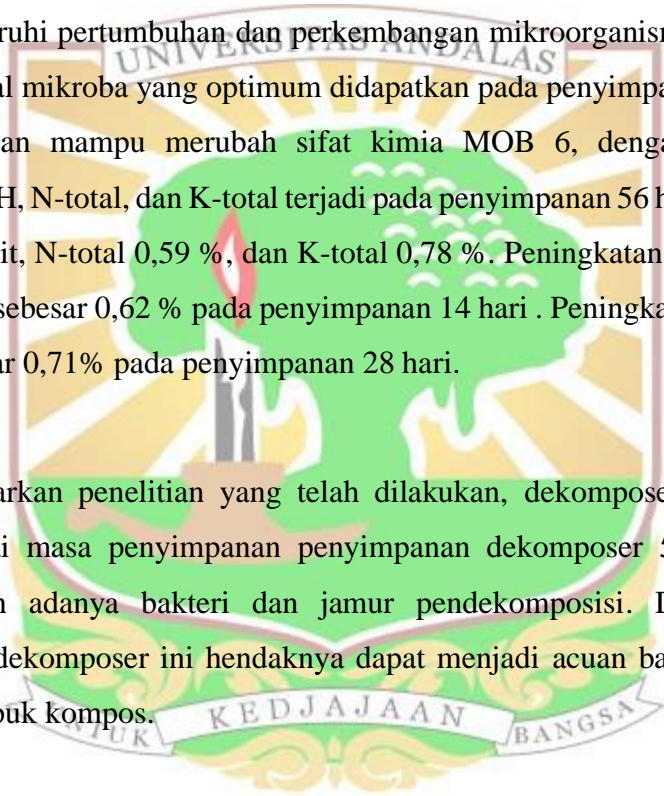 ruhi pertumbuhan dan perkembangan mikroorganism
UNIVERSITAS ANDALAS
al mikroba yang optimum didapatkan pada penyimpa
an mampu merubah sifat kimia MOB 6, denga
H, N-total, dan K-total terjadi pada penyimpanan 56 h
it, N-total 0,59 %, dan K-total 0,78 %. Peningkatan
sebesar 0,62 % pada penyimpanan 14 hari . Peningka
ar 0,71% pada penyimpanan 28 hari.
arkan penelitian yang telah dilakukan, dekompose
i masa penyimpanan penyimpanan dekomposer 5
n adanya bakteri dan jamur pendekomposisi. D
dekomposer ini hendaknya dapat menjadi acuan ba
puk kompos.
UNTUK KEDJAJAAN BANGSA